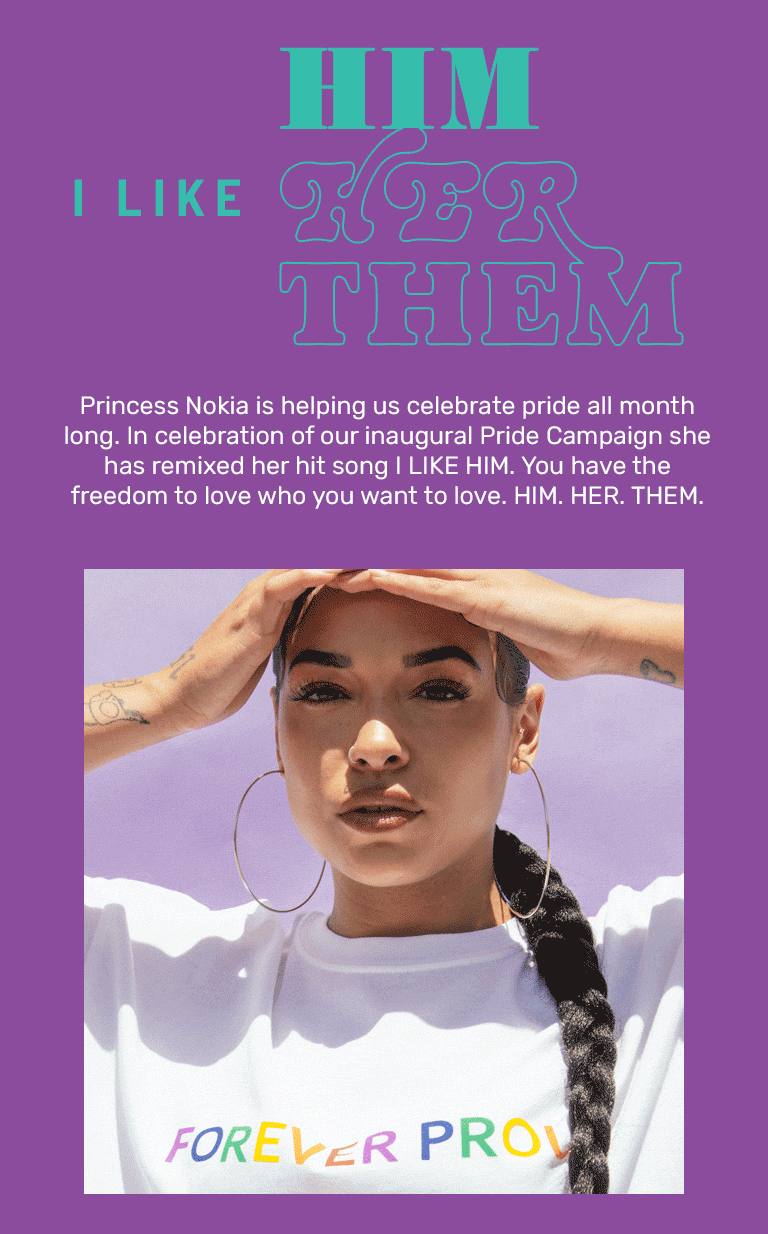 HIM
I LIKE HER
THEM
Princess Nokia is helping us celebrate pride all month
long. In celebration of our inaugural Pride Campaign she
has remixed her hit song I LIKE HIM. You have the
freedom to love who you want to love. HIM. HER. THEM.
FOREVER PROU